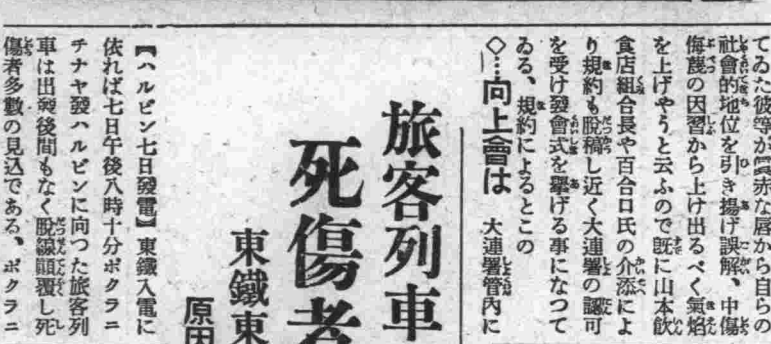 てゐた彼等が眞赤な唇から自らの
社會的地位を引き揚げ誤解、中傷
侮蔑の因習から上け出るべく氣焰
を上げやうと云ふので既に山本飮
食店組合長や百合口氏の介添によ
り規約も脫稿し近く大連署の認可
を受け發會式を擧げる事になつて
ゐる、規約によるとこの
◇…向上會は 大連署管內に
旅客列車
死傷者
東鐵東
原因
【ハルビン七日發電】東鐵入電に
依れば七日午後八時十分ポクラニ
チナヤ發ハルビンに向つた旅客列
車は出發後間もなく脫線顚覆し死
傷者多數の見込である、ポクラニ